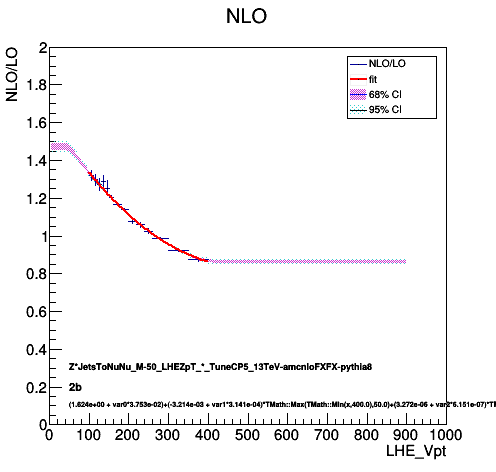 NLO
NLO/LO
2
1.8
1.6
1.4
1.2
1
0.8
0.6
0.4
0.2
0
NLO/LO
fit
68% CI
95% CI
Z*JetsToNuNu_M-50_LHEZpT_*_TuneCP5_13TeV-amcnloFXFX-pythia8
2b
(1.624e+00 + var0*3.753e-02)+(-3.214e-03 + var1*3.141e-04)*TMath::Max(TMath::Min(x,400.0),50.0)+(3.272e-06 + var2*5.151e-07)*T
0 100 200 300 400 500 600 700 800 900 1000
LHE_Vpt